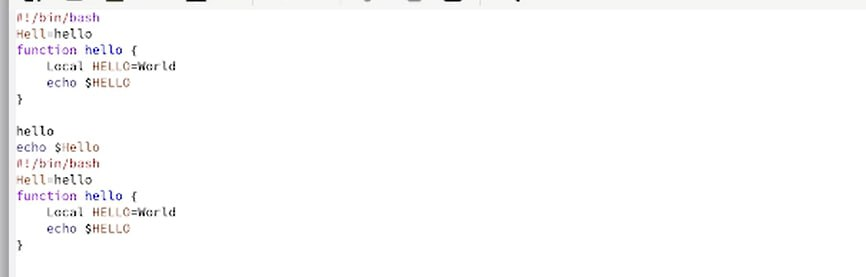 #!/bin/bash
Hell=hello
function hello {
    Local HELLO=World
    echo $HELLO
}
hello
echo $Hello
#!/bin/bash
Hell=hello
function hello {
    Local HELLO=World
    echo $HELLO
}